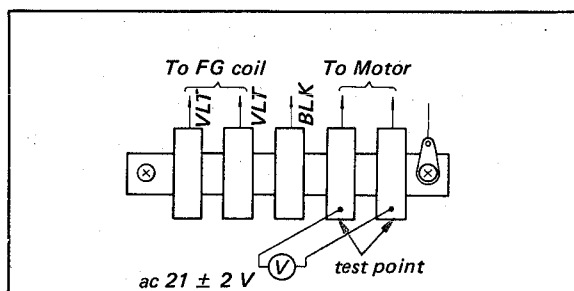 To FG coil
To Motor
VLT
VLT
BLK
V
ac 21 ± 2 V
test point